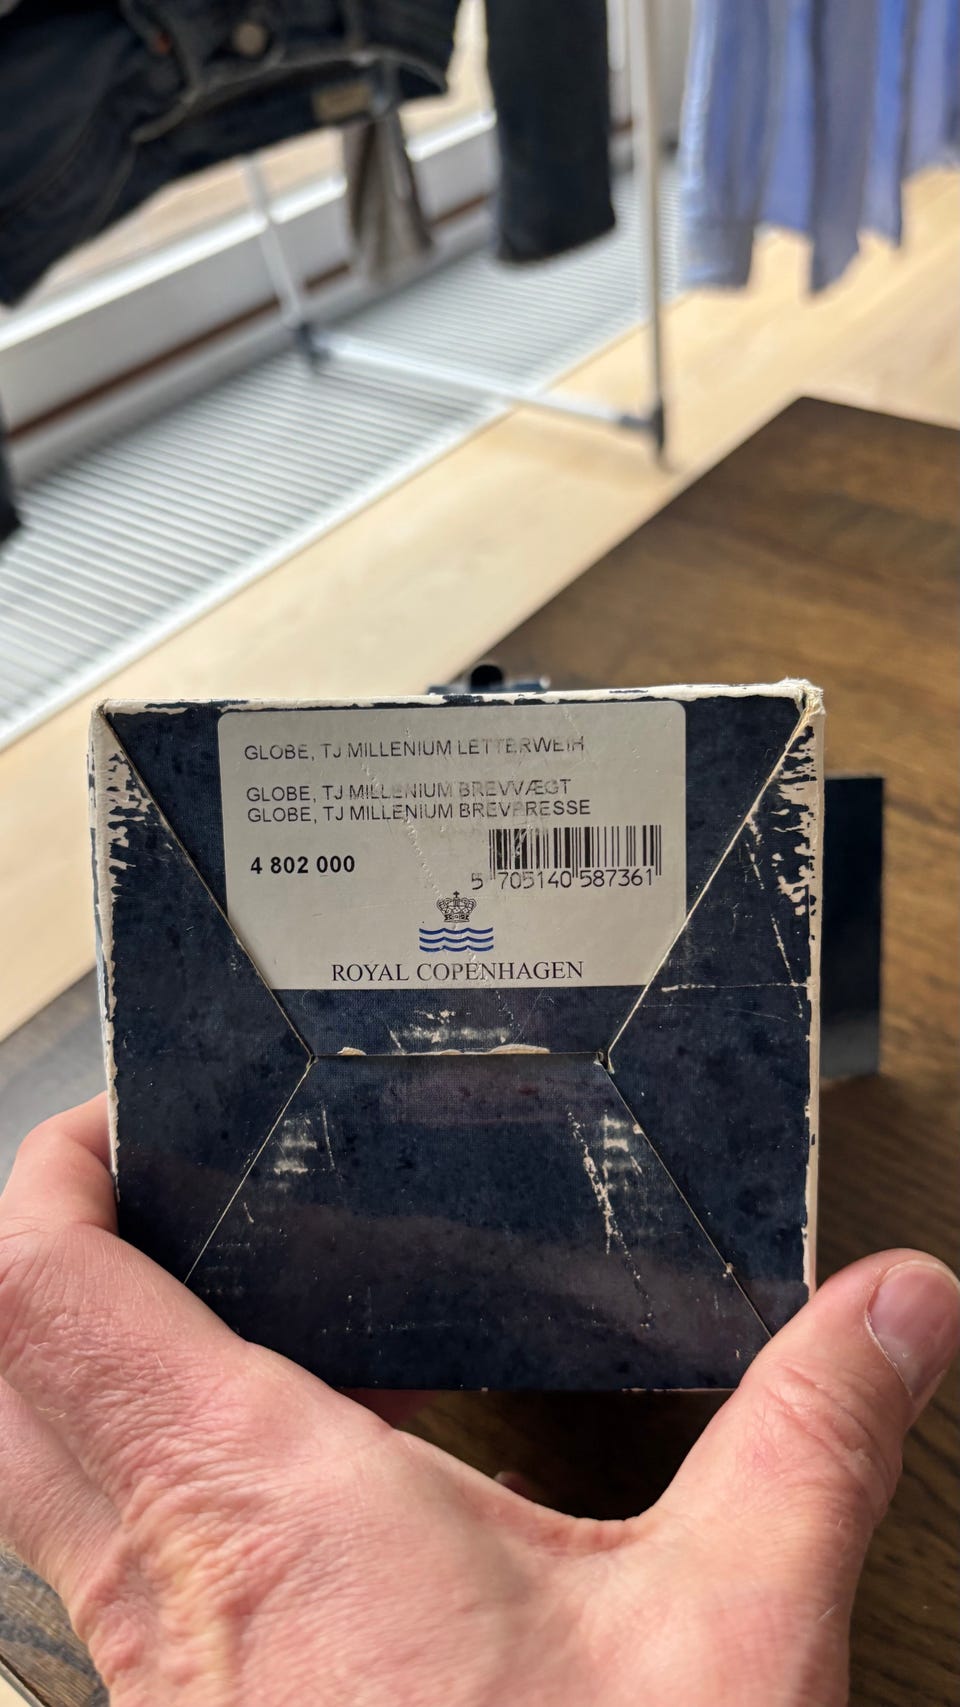 GLOBE, TJ MILLENIUM LETTERWEIH
GLOBE, TJ MILLENIUM BREVVÆGT
GLOBE, TJ MILLENIUM BREVPRESSE
4 802 000
5 705140 587361
ROYAL COPENHAGEN